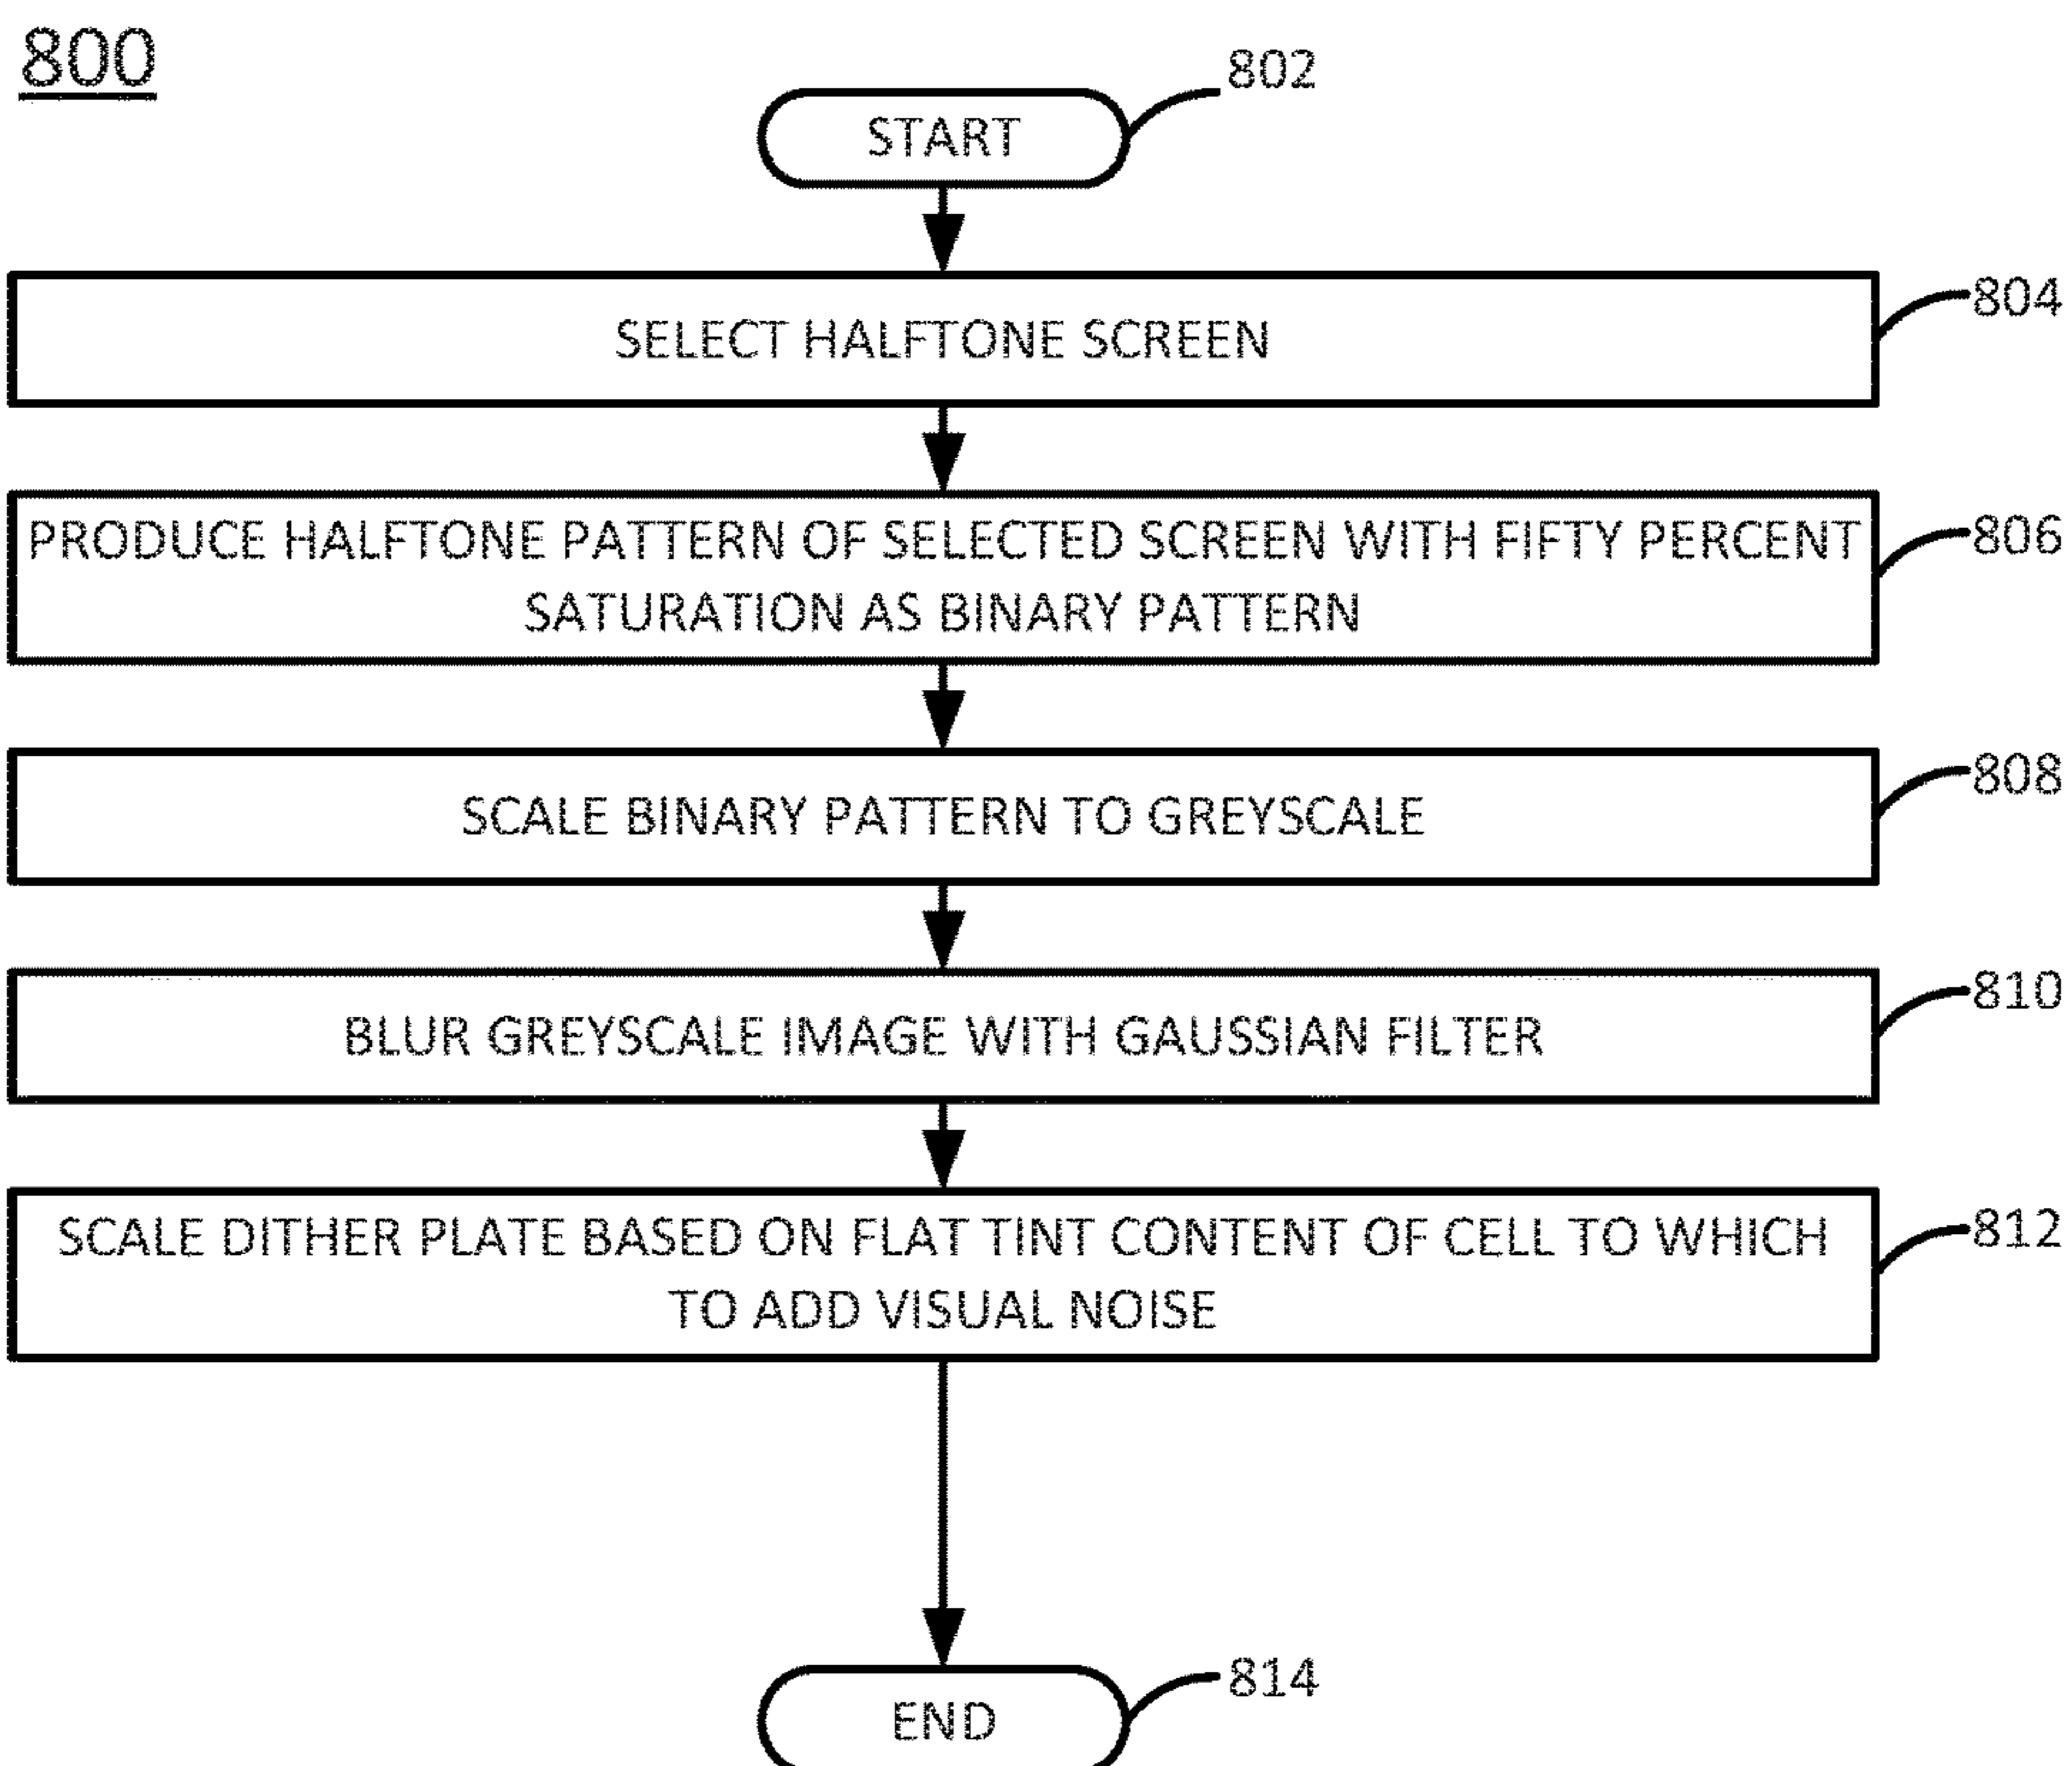 800
802
START
804
SELECT HALFTONE SCREEN
806
PRODUCE HALFTONE PATTERN OF SELECTED SCREEN WITH FIFTY PERCENT
SATURATION AS BINARY PATTERN
808
SCALE BINARY PATTERN TO GREYSCALE
810
BLUR GREYSCALE IMAGE WITH GAUSSIAN FILTER
812
SCALE DITHER PLATE BASED ON FLAT TINT CONTENT OF CELL TO WHICH
TO ADD VISUAL NOISE
814
END